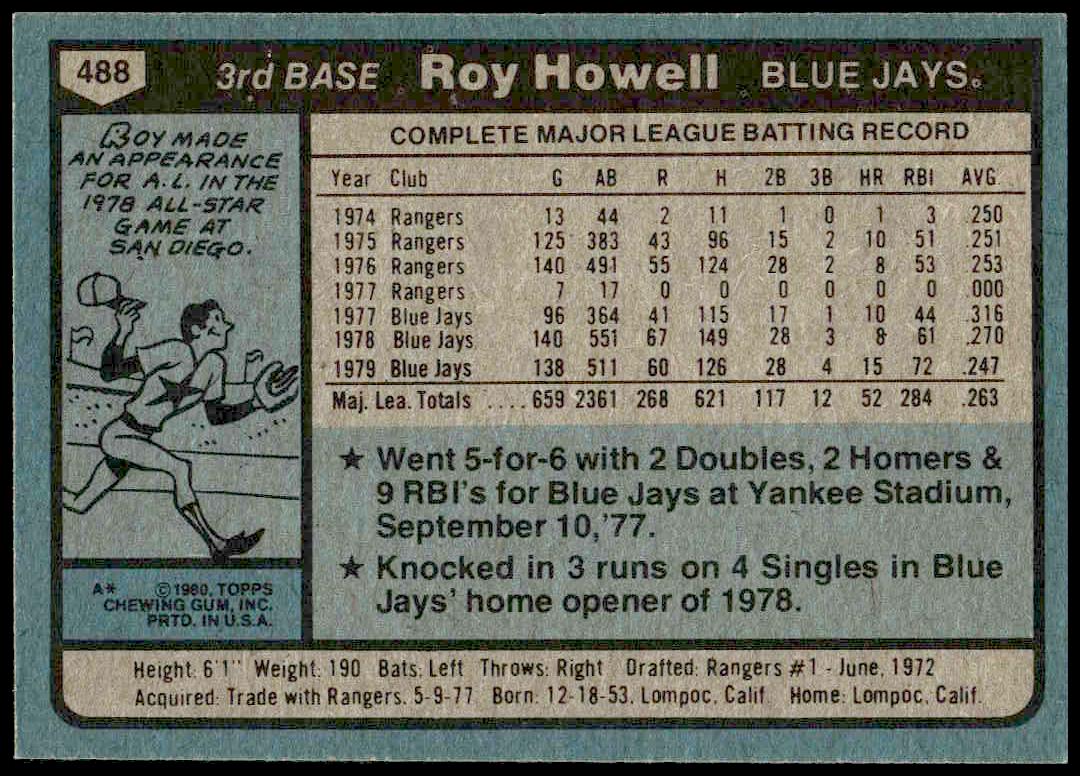 488 3rd BASE Roy Howell BLUE JAYS
ROY MADE
AN APPEARANCE
FOR A.L. IN THE
1978 ALL-STAR
GAME AT
SAN DIEGO.
A* ©1980, TOPPS
CHEWING GUM, INC.
PRTD. IN U.S.A.
COMPLETE MAJOR LEAGUE BATTING RECORD
Year Club G AB R H 2B 3B HR RBI AVG
1974 Rangers 13 44 2 11 1 0 1 3 .250
1975 Rangers 125 383 43 96 15 2 10 51 .251
1976 Rangers 140 491 55 124 28 2 8 53 .253
1977 Rangers 7 17 0 0 0 0 0 0 .000
1977 Blue Jays 96 364 41 115 17 1 10 44 .316
1978 Blue Jays 140 551 67 149 28 3 8 61 .270
1979 Blue Jays 138 511 60 126 28 4 15 72 .247
Maj. Lea. Totals ....659 2361 268 621 117 12 52 284 .263
★ Went 5-for-6 with 2 Doubles, 2 Homers &
9 RBI's for Blue Jays at Yankee Stadium,
September 10,'77.
★ Knocked in 3 runs on 4 Singles in Blue
Jays' home opener of 1978.
Height: 6'1" Weight: 190 Bats: Left Throws: Right Drafted: Rangers #1 - June, 1972
Acquired: Trade with Rangers, 5-9-77 Born: 12-18-53, Lompoc, Calif. Home: Lompoc, Calif.